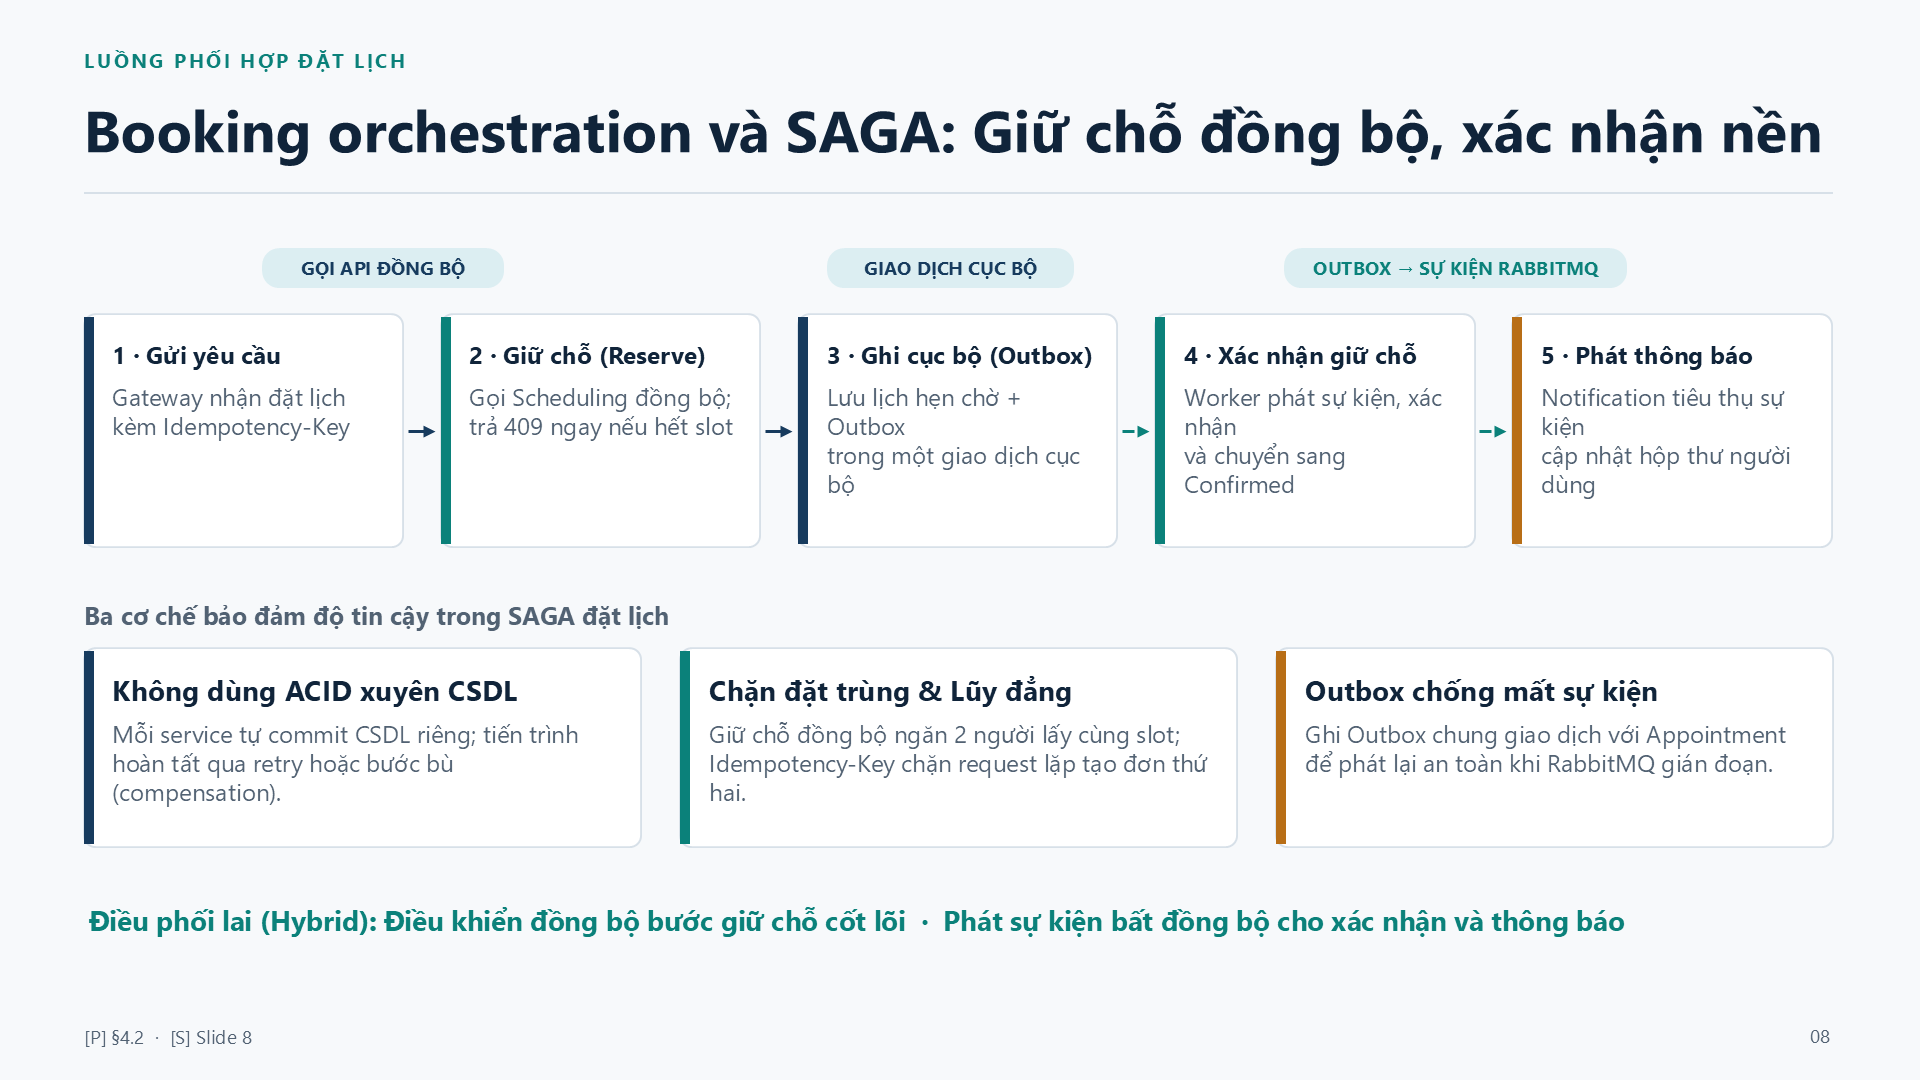 LUỒNG PHỐI HỢP ĐẶT LỊCH
Booking orchestration và SAGA: Giữ chỗ đồng bộ, xác nhận nền
GỌI API ĐỒNG BỘ
GIAO DỊCH CỤC BỘ
OUTBOX → SỰ KIỆN RABBITMQ
1 · Gửi yêu cầu
Gateway nhận đặt lịch
kèm Idempotency-Key
2 · Giữ chỗ (Reserve)
Gọi Scheduling đồng bộ;
trả 409 ngay nếu hết slot
3 · Ghi cục bộ (Outbox)
Lưu lịch hẹn chờ +
Outbox
trong một giao dịch cục
bộ
4 · Xác nhận giữ chỗ
Worker phát sự kiện, xác
nhận
và chuyển sang
Confirmed
5 · Phát thông báo
Notification tiêu thụ sự
kiện
cập nhật hộp thư người
dùng
Ba cơ chế bảo đảm độ tin cậy trong SAGA đặt lịch
Không dùng ACID xuyên CSDL
Mỗi service tự commit CSDL riêng; tiến trình
hoàn tất qua retry hoặc bước bù
(compensation).
Chặn đặt trùng & Lũy đẳng
Giữ chỗ đồng bộ ngăn 2 người lấy cùng slot;
Idempotency-Key chặn request lặp tạo đơn thứ
hai.
Outbox chống mất sự kiện
Ghi Outbox chung giao dịch với Appointment
để phát lại an toàn khi RabbitMQ gián đoạn.
Điều phối lai (Hybrid): Điều khiển đồng bộ bước giữ chỗ cốt lõi · Phát sự kiện bất đồng bộ cho xác nhận và thông báo
[P] §4.2 · [S] Slide 8
08